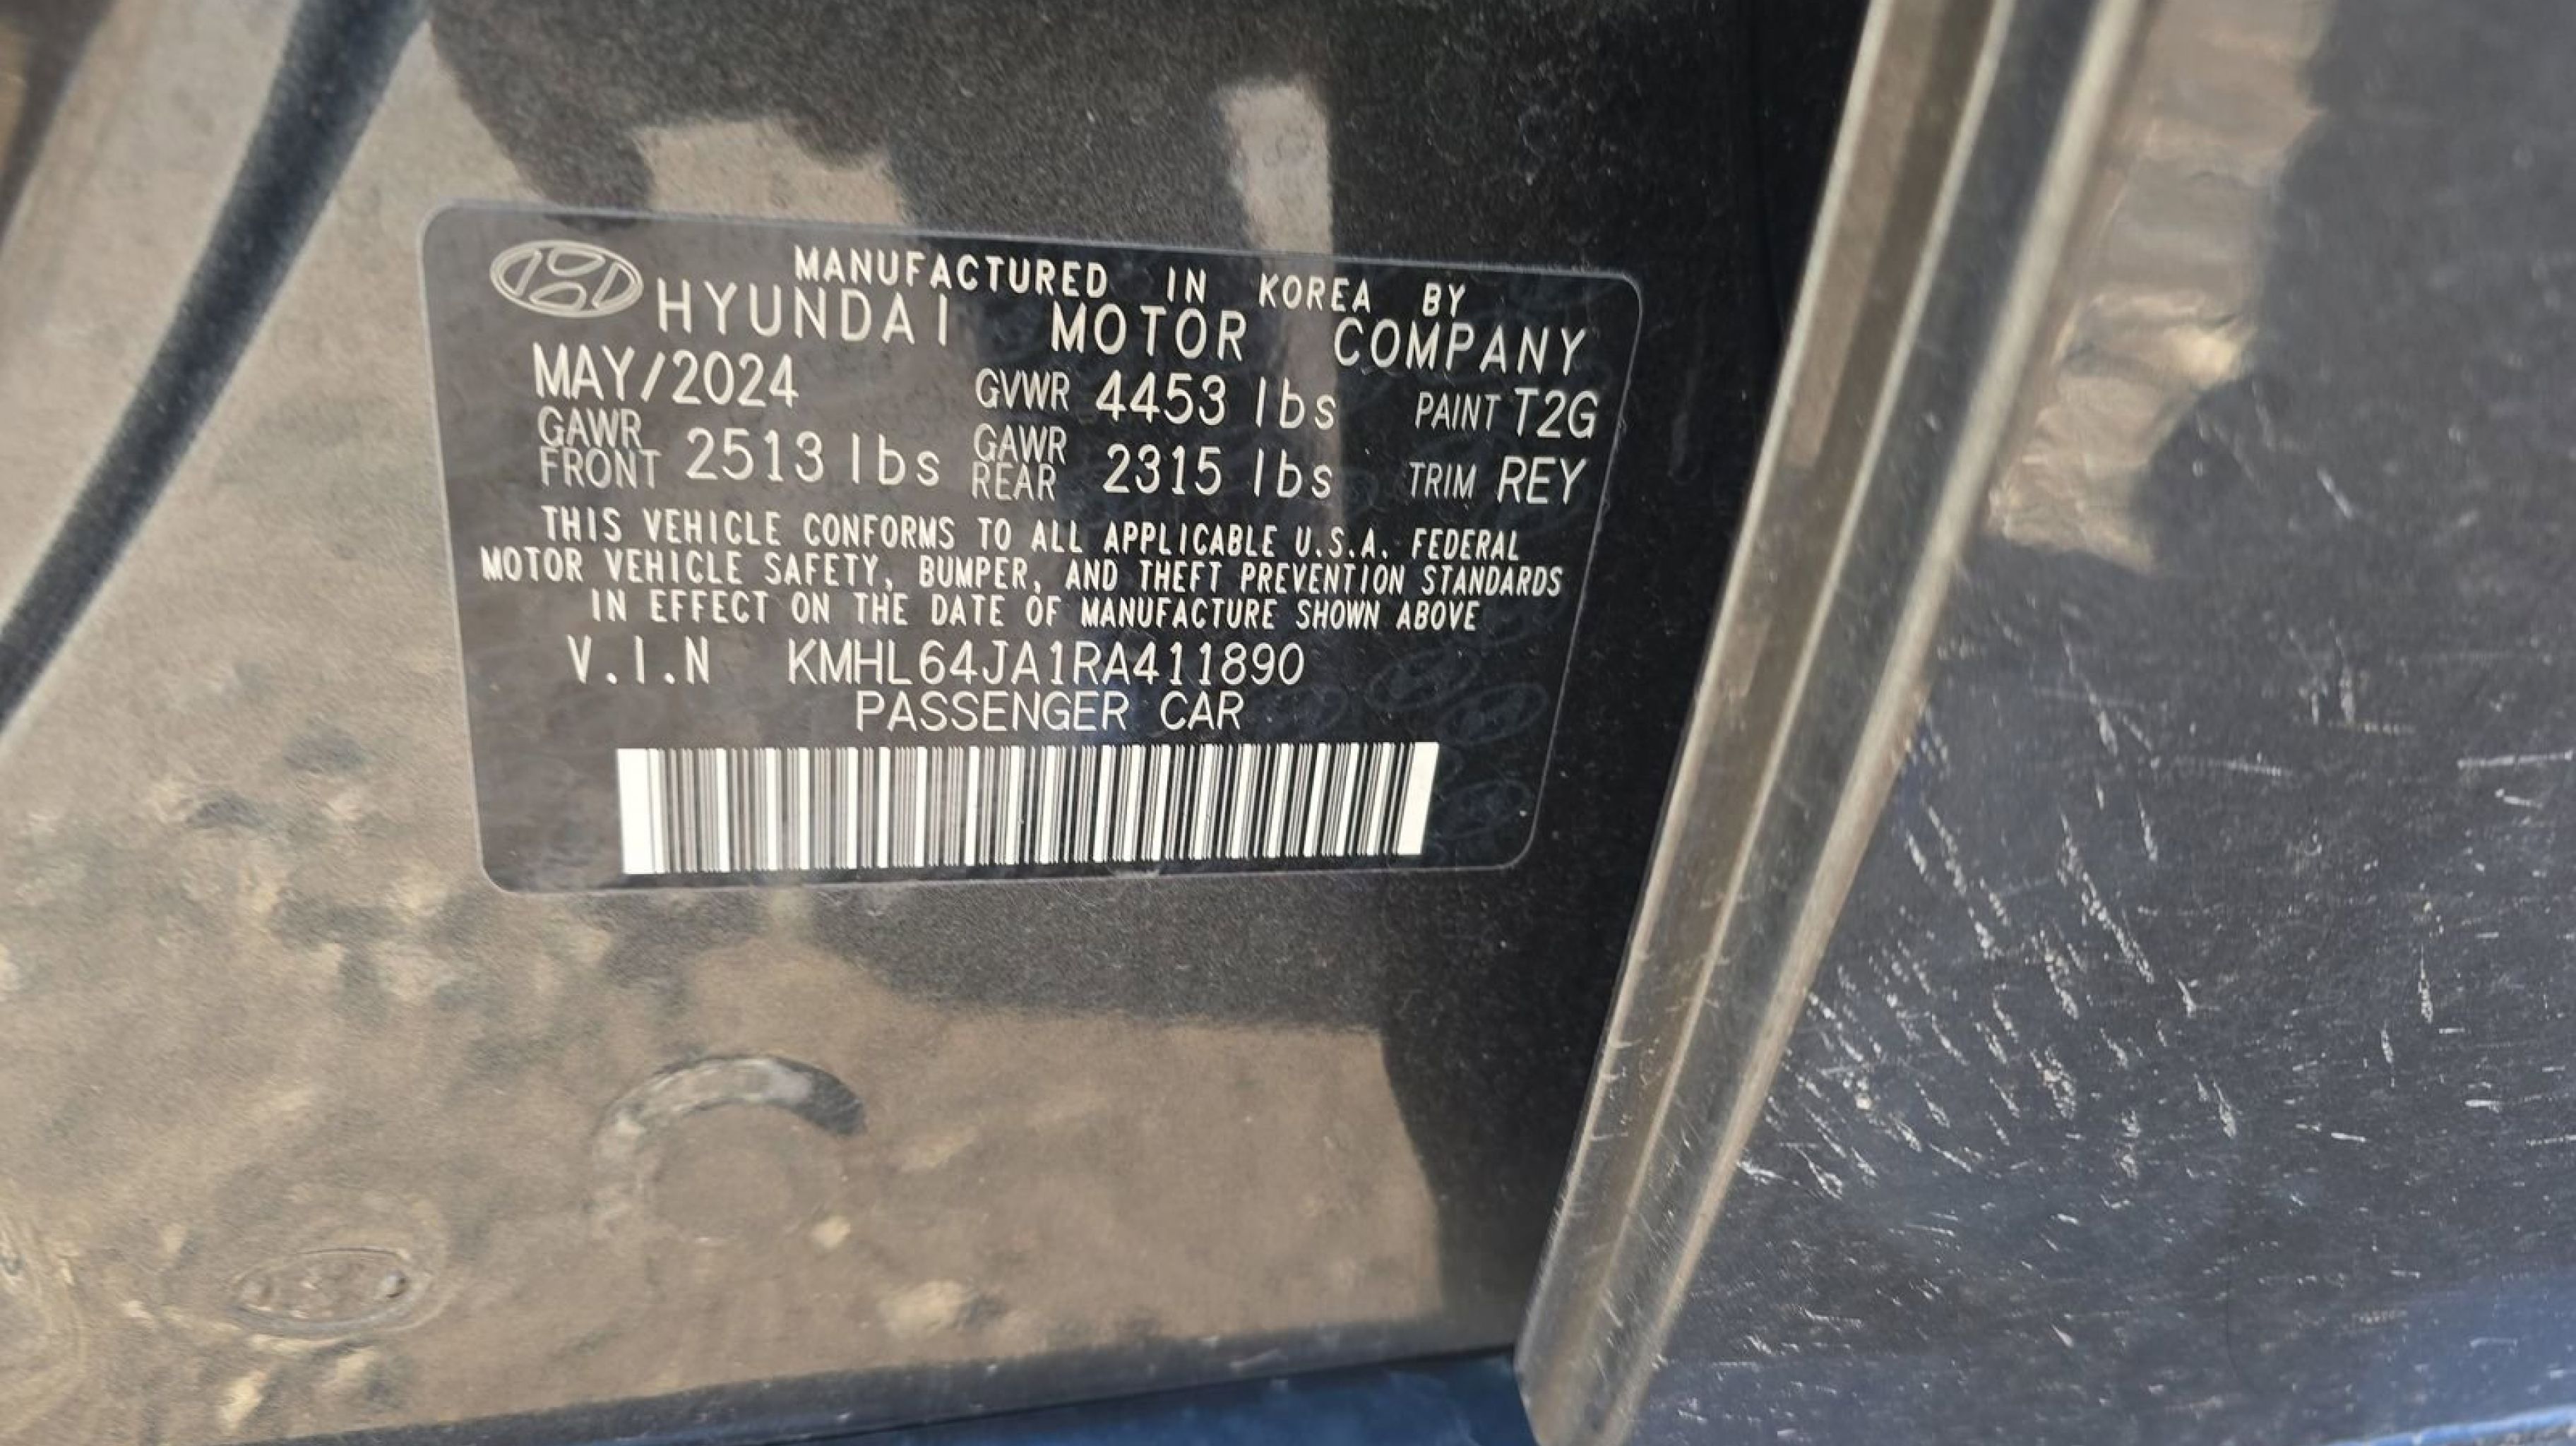 MANUFACTURED IN KOREA BY
HYUNDAI MOTOR COMPANY
MAY/2024 GVWR 4453 lbs PAINT T2G
GAWR FRONT 2513 lbs GAWR REAR 2315 lbs TRIM REY
THIS VEHICLE CONFORMS TO ALL APPLICABLE U.S.A. FEDERAL
MOTOR VEHICLE SAFETY, BUMPER, AND THEFT PREVENTION STANDARDS
IN EFFECT ON THE DATE OF MANUFACTURE SHOWN ABOVE
V.I.N KMHL64JA1RA411890
PASSENGER CAR